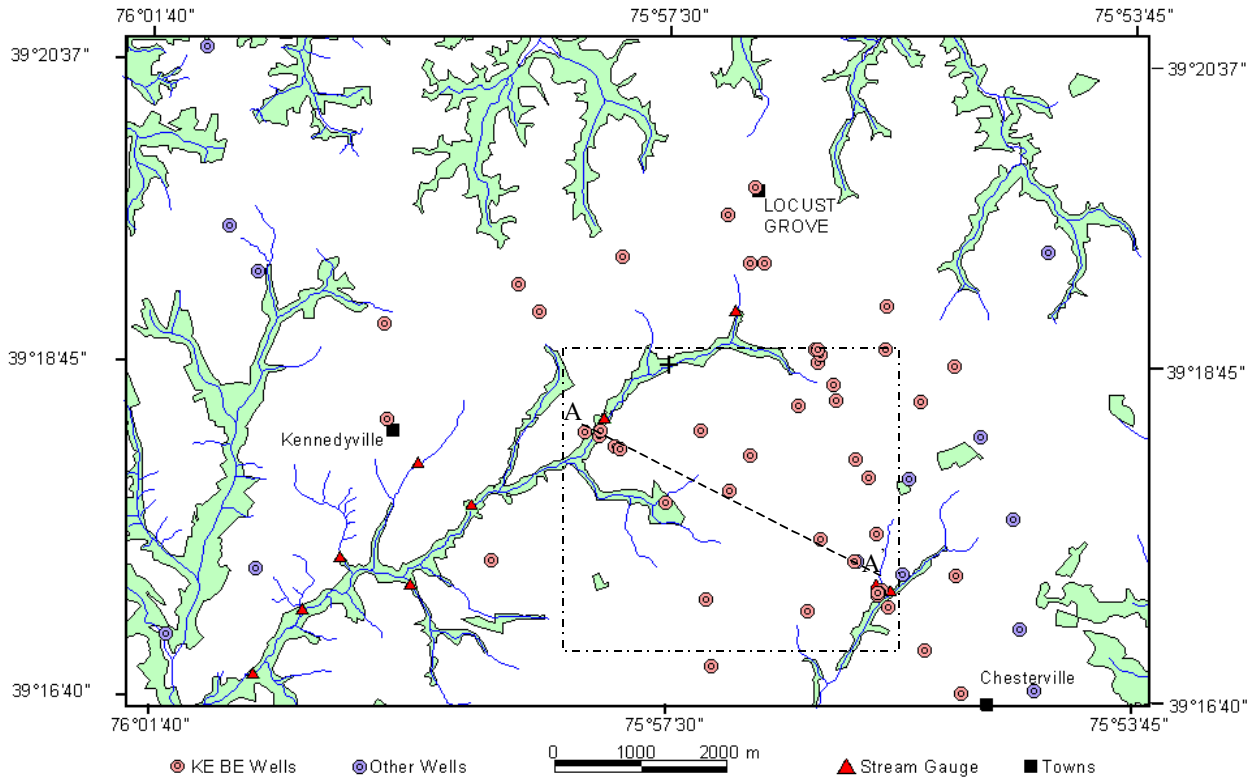 76°01'40" 75°57'30" 75°53'45"
39°20'37" 39°20'37"
LOCUST
GROVE
39°18'45" 39°18'45"
A
Kennedyville
A
Chesterville
39°16'40" 39°16'40"
76°01'40" 75°57'30" 75°53'45"
0 1000 2000 m
KE BE Wells Other Wells Stream Gauge Towns